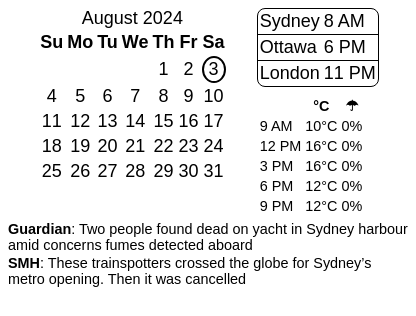 August 2024
Su Mo Tu We Th Fr Sa
1 2 3
4 5 6 7 8 9 10
11 12 13 14 15 16 17
18 19 20 21 22 23 24
25 26 27 28 29 30 31
Sydney 8 AM
Ottawa 6 PM
London 11 PM
°C ☂
9 AM 10°C 0%
12 PM 16°C 0%
3 PM 16°C 0%
6 PM 12°C 0%
9 PM 12°C 0%
Guardian: Two people found dead on yacht in Sydney harbour
amid concerns fumes detected aboard
SMH: These trainspotters crossed the globe for Sydney’s
metro opening. Then it was cancelled